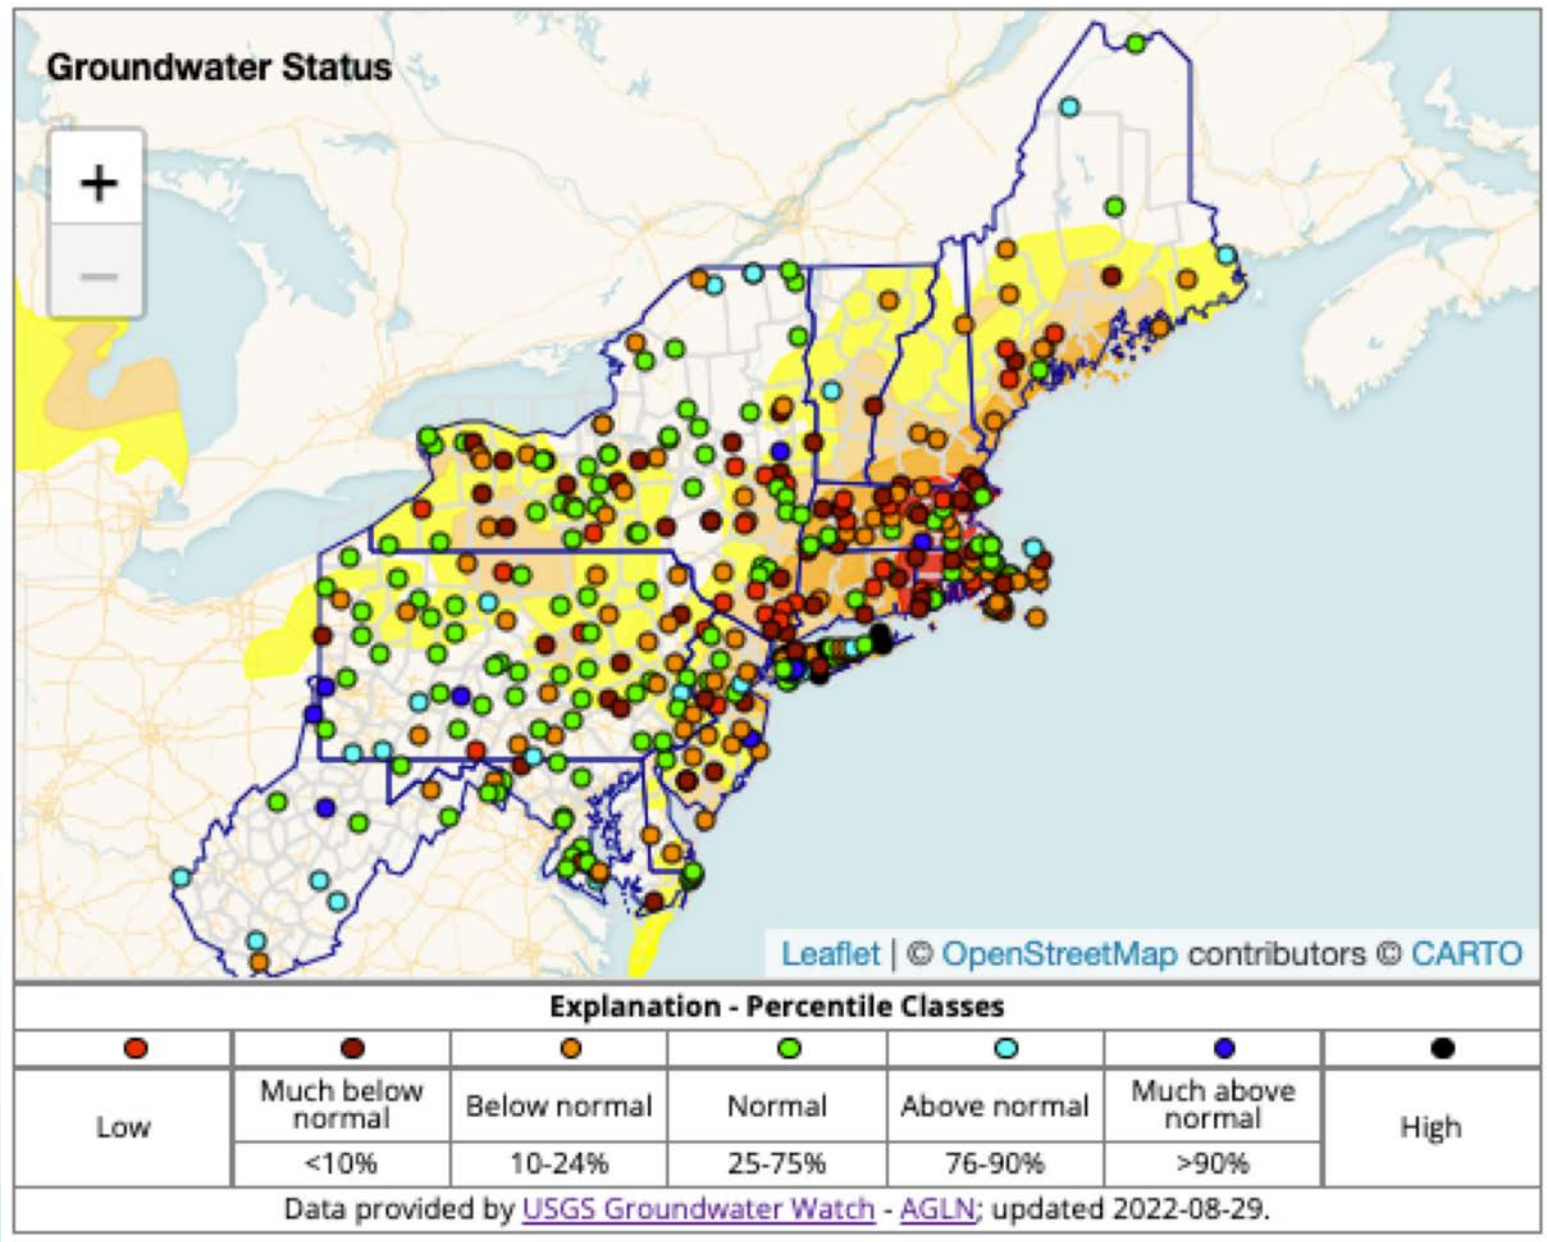 Groundwater Status
+
−
Leaflet | © OpenStreetMap contributors © CARTO
Explanation - Percentile Classes
Low
Much below normal
Below normal
Normal
Above normal
Much above normal
High
<10%
10-24%
25-75%
76-90%
>90%
Data provided by USGS Groundwater Watch - AGLN; updated 2022-08-29.